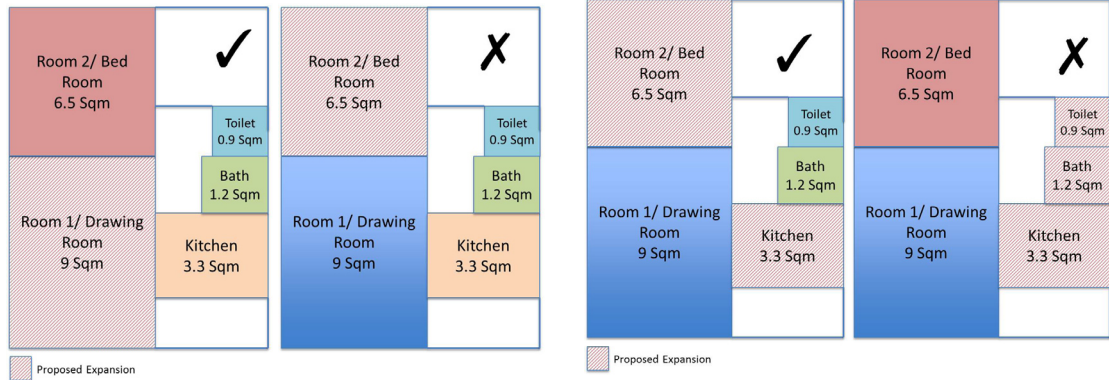 Room 2/ Bed
Room
6.5 Sqm
✓
Toilet
0.9 Sqm
Bath
1.2 Sqm
Room 1/ Drawing
Room
9 Sqm
Kitchen
3.3 Sqm
Room 2/ Bed
Room
6.5 Sqm
✗
Toilet
0.9 Sqm
Bath
1.2 Sqm
Room 1/ Drawing
Room
9 Sqm
Kitchen
3.3 Sqm
Proposed Expansion
Room 2/ Bed
Room
6.5 Sqm
✓
Toilet
0.9 Sqm
Bath
1.2 Sqm
Room 1/ Drawing
Room
9 Sqm
Kitchen
3.3 Sqm
Room 2/ Bed
Room
6.5 Sqm
✗
Toilet
0.9 Sqm
Bath
1.2 Sqm
Room 1/ Drawing
Room
9 Sqm
Kitchen
3.3 Sqm
Proposed Expansion